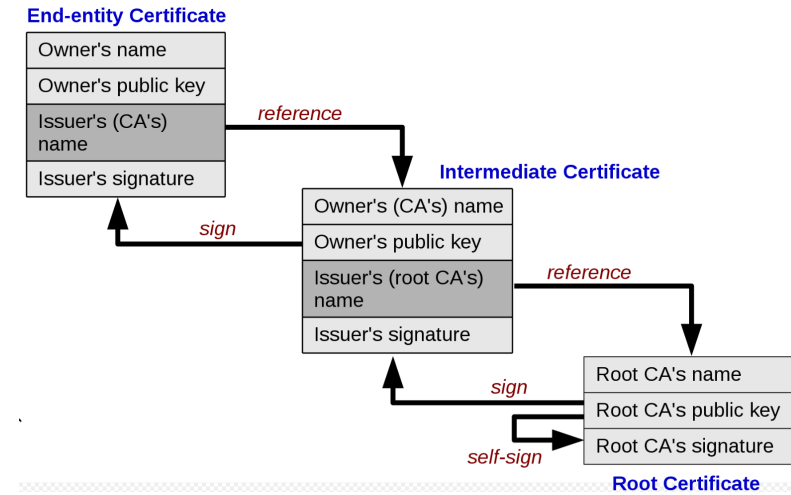 End-entity Certificate
Owner's name
Owner's public key
Issuer's (CA's)
name
Issuer's signature
reference
sign
Intermediate Certificate
Owner's (CA's) name
Owner's public key
Issuer's (root CA's)
name
Issuer's signature
reference
sign
self-sign
Root CA's name
Root CA's public key
Root CA's signature
Root Certificate